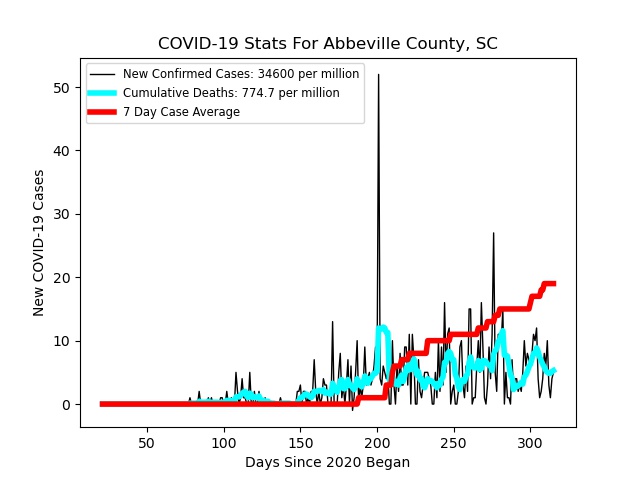 COVID-19 Stats For Abbeville County, SC
New Confirmed Cases: 34600 per million
Cumulative Deaths: 774.7 per million
7 Day Case Average
New COVID-19 Cases
50
40
30
20
10
0
50 100 150 200 250 300
Days Since 2020 Began